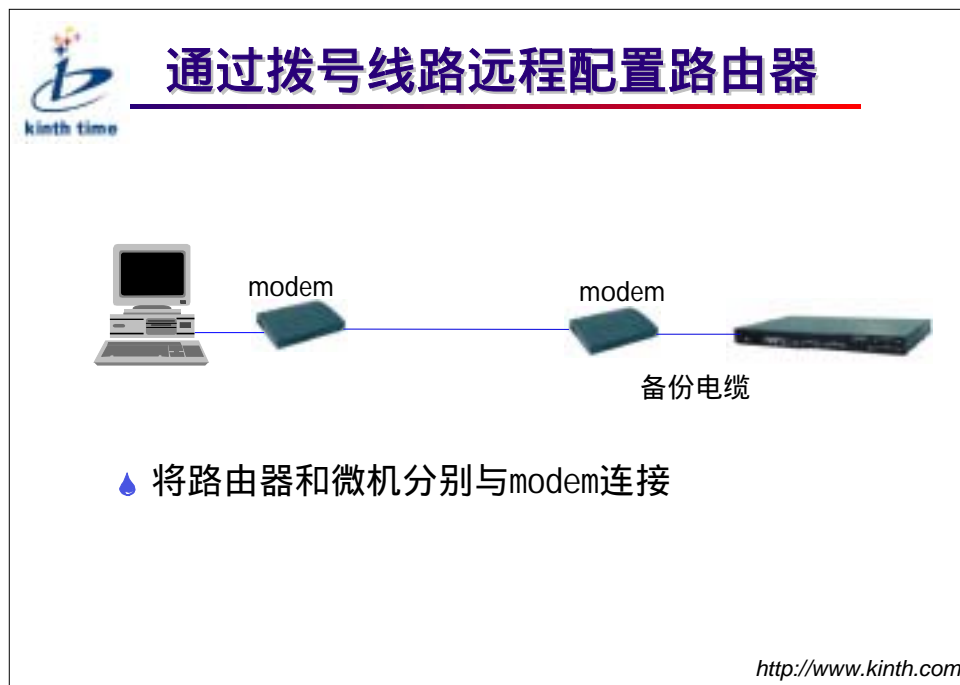 通过拨号线路远程配置路由器
kinth time
modem
modem
备份电缆
将路由器和微机分别与modem连接
http://www.kinth.com